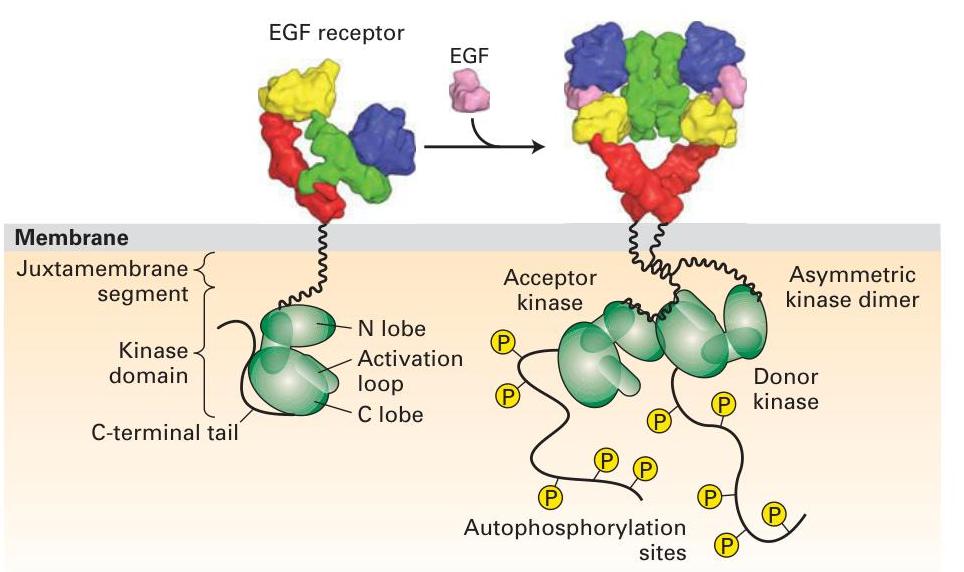 EGF receptor
EGF
Membrane
Juxtamembrane
segment
Kinase
domain
C-terminal tail
N lobe
Activation
loop
C lobe
Acceptor
kinase
Asymmetric
kinase dimer
Donor
kinase
P
P
P
P
P
P
P
P
P
P
Autophosphorylation
sites